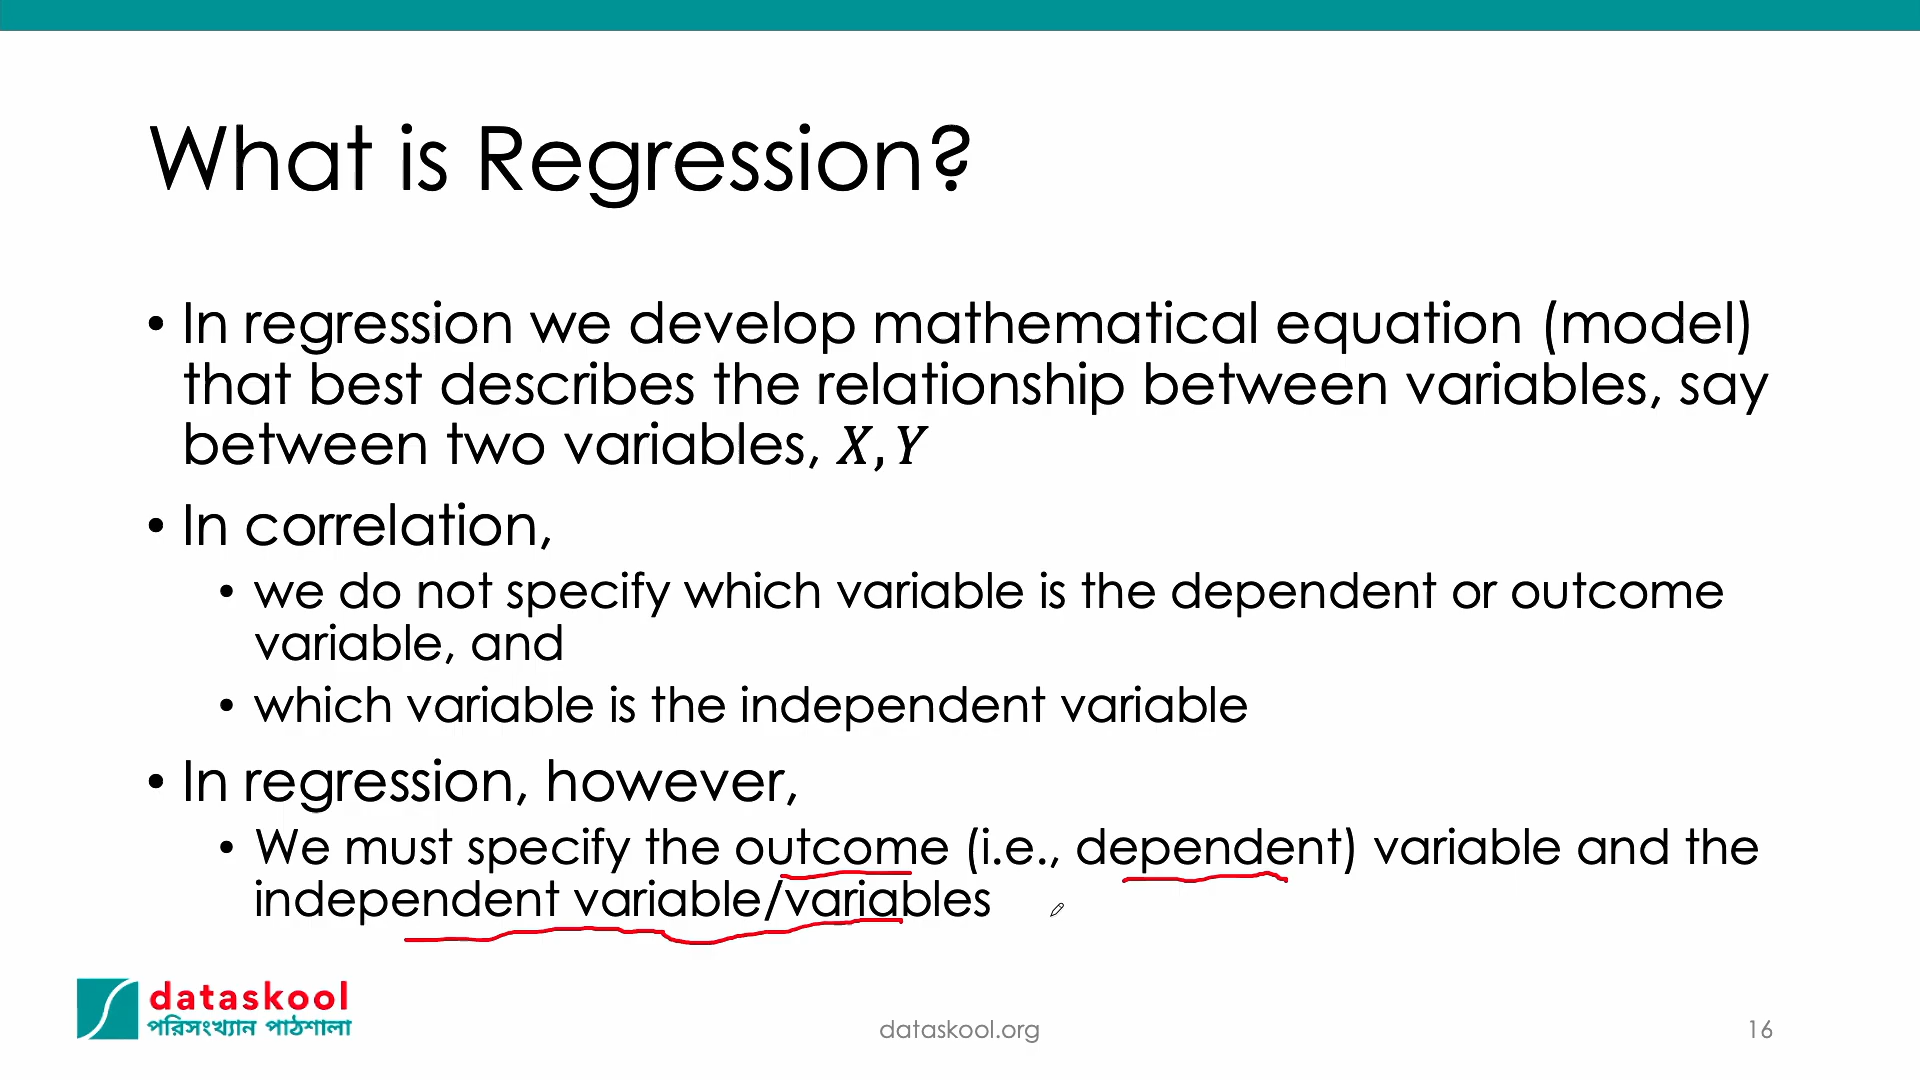 What is Regression?
• In regression we develop mathematical equation (model)
that best describes the relationship between variables, say
between two variables, X, Y
• In correlation,
• we do not specify which variable is the dependent or outcome
variable, and
• which variable is the independent variable
• In regression, however,
• We must specify the outcome (i.e., dependent) variable and the
independent variable/variables
dataskool
পরিসংখ্যান পাঠশালা
dataskool.org
16